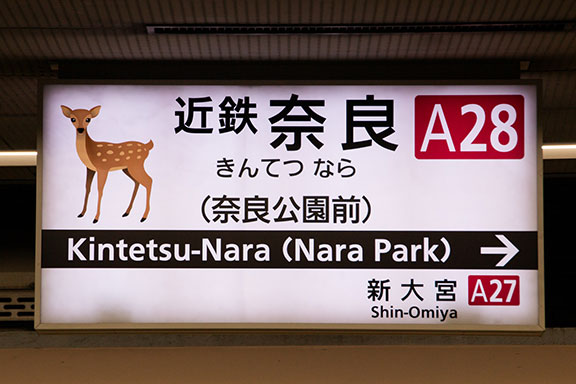 近鉄 奈良 A28
きんてつ なら
（奈良公園前）
Kintetsu-Nara (Nara Park) →
新大宮 A27
Shin-Omiya